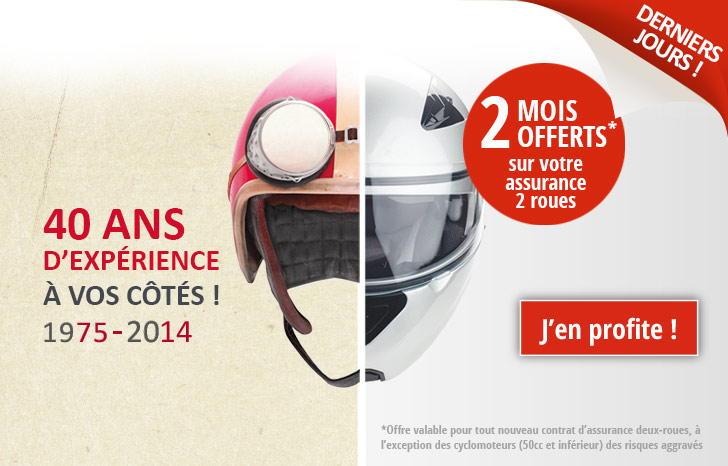 DERNIERS
JOURS !
2 MOIS
OFFERTS*
sur votre
assurance
2 roues
40 ANS
D'EXPÉRIENCE
À VOS CÔTÉS !
1975-2014
J'en profite !
*Offre valable pour tout nouveau contrat d'assurance deux-roues, à
l'exception des cyclomoteurs (50cc et inférieur) des risques aggravés